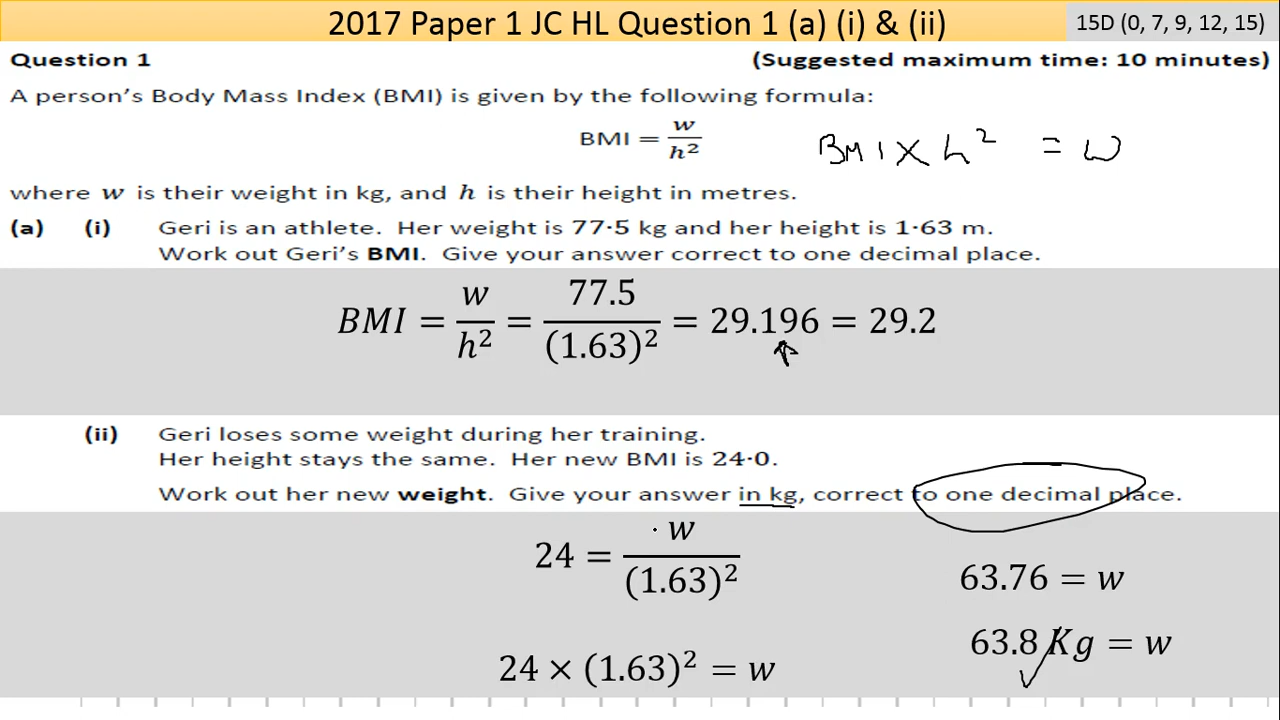 2017 Paper 1 JC HL Question 1 (a) (i) & (ii)
15D (0, 7, 9, 12, 15)
Question 1 (Suggested maximum time: 10 minutes)
A person's Body Mass Index (BMI) is given by the following formula:
BMI = w/h²
BMI × h² = w
where w is their weight in kg, and h is their height in metres.
(a) (i) Geri is an athlete. Her weight is 77·5 kg and her height is 1·63 m.
Work out Geri's BMI. Give your answer correct to one decimal place.
BMI = w/h² = 77.5/(1.63)² = 29.196 = 29.2
(ii) Geri loses some weight during her training.
Her height stays the same. Her new BMI is 24·0.
Work out her new weight. Give your answer in kg, correct to one decimal place.
24 = w/(1.63)²
63.76 = w
24 × (1.63)² = w
63.8 Kg = w